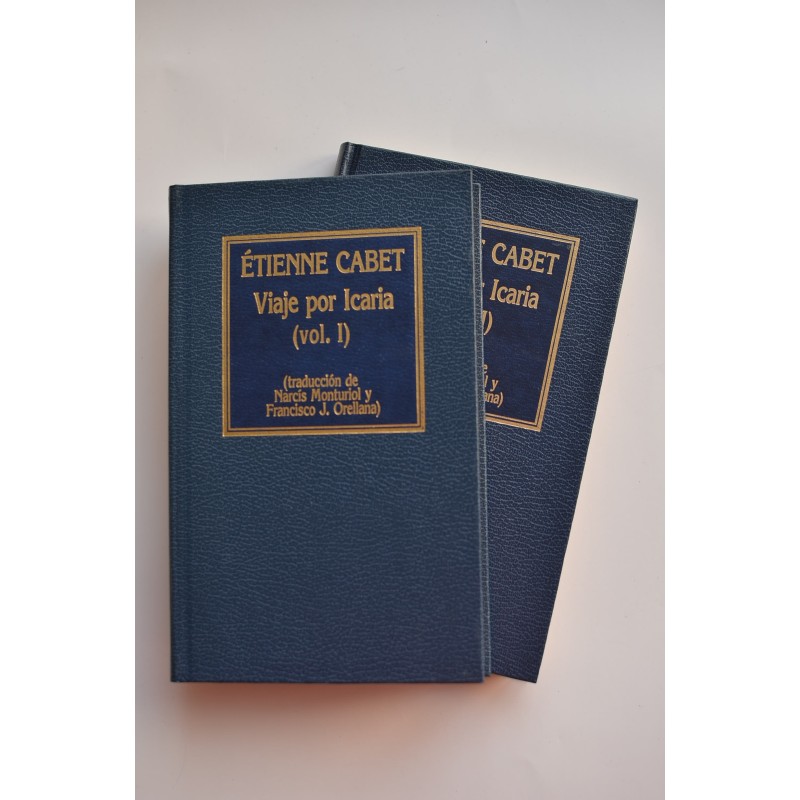 ÉTIENNE CABET
Viaje por Icaria
(vol. I)
(traducción de
Narcís Monturiol y
Francisco J. Orellana)
CABET
Icaria